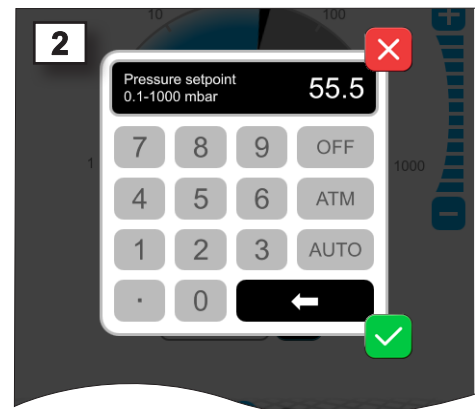 10 100
2
Pressure setpoint
0.1-1000 mbar
55.5
7 8 9 OFF
1 1000
4 5 6 ATM
1 2 3 AUTO
. 0